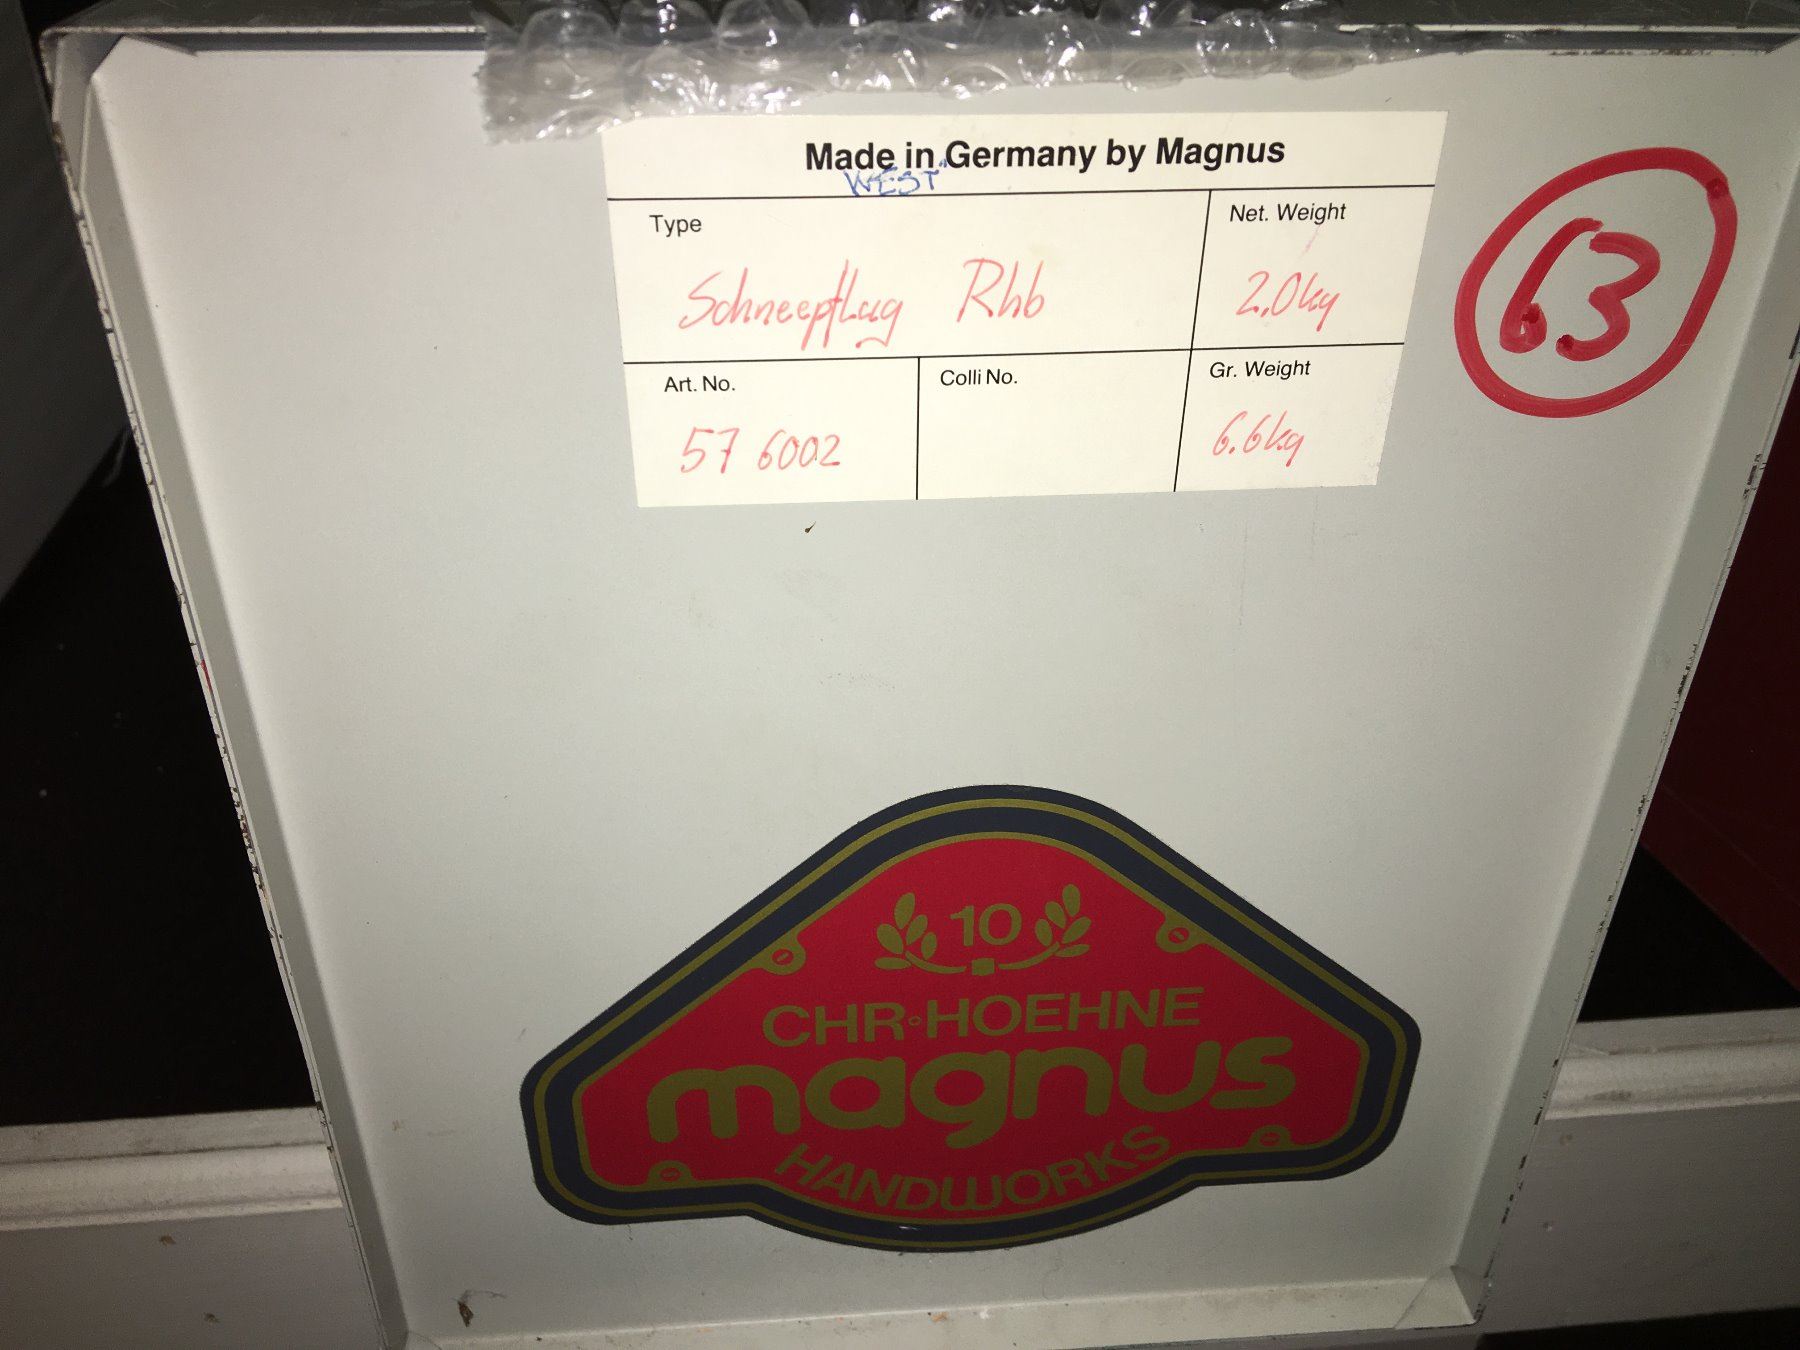 Made in Germany by Magnus
WEST
Type
Net. Weight
Schneepflug Rhb
2.0kg
Art. No.
Colli No.
Gr. Weight
57 6002
6.6kg
63
10
CHR. HOEHNE
magnus
HANDWORKS